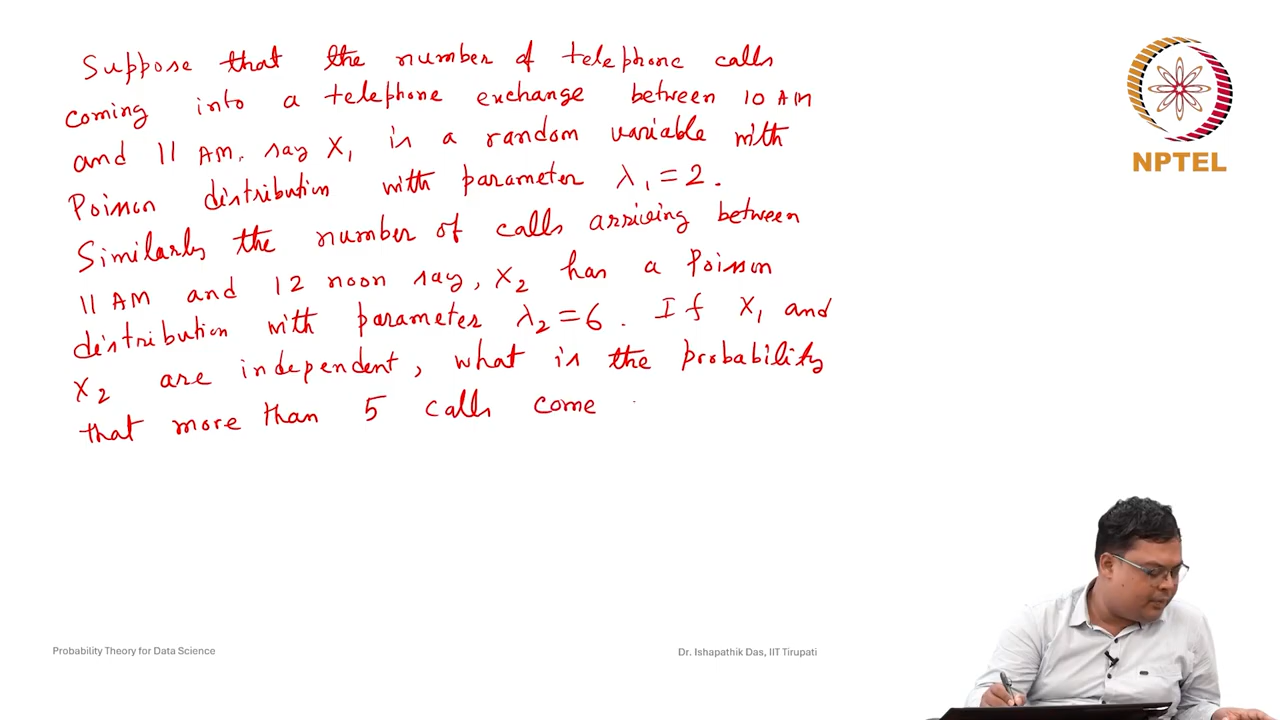 Suppose that the number of telephone calls
coming into a telephone exchange between 10 AM
and 11 AM, say X₁ is a random variable with
Poisson distribution with parameter λ₁ = 2.
Similarly the number of calls arriving between
11 AM and 12 noon say, X₂ has a Poisson
distribution with parameter λ₂ = 6. If X₁ and
X₂ are independent, what is the probability
that more than 5 calls come
NPTEL
Probability Theory for Data Science
Dr. Ishapathik Das, IIT Tirupati